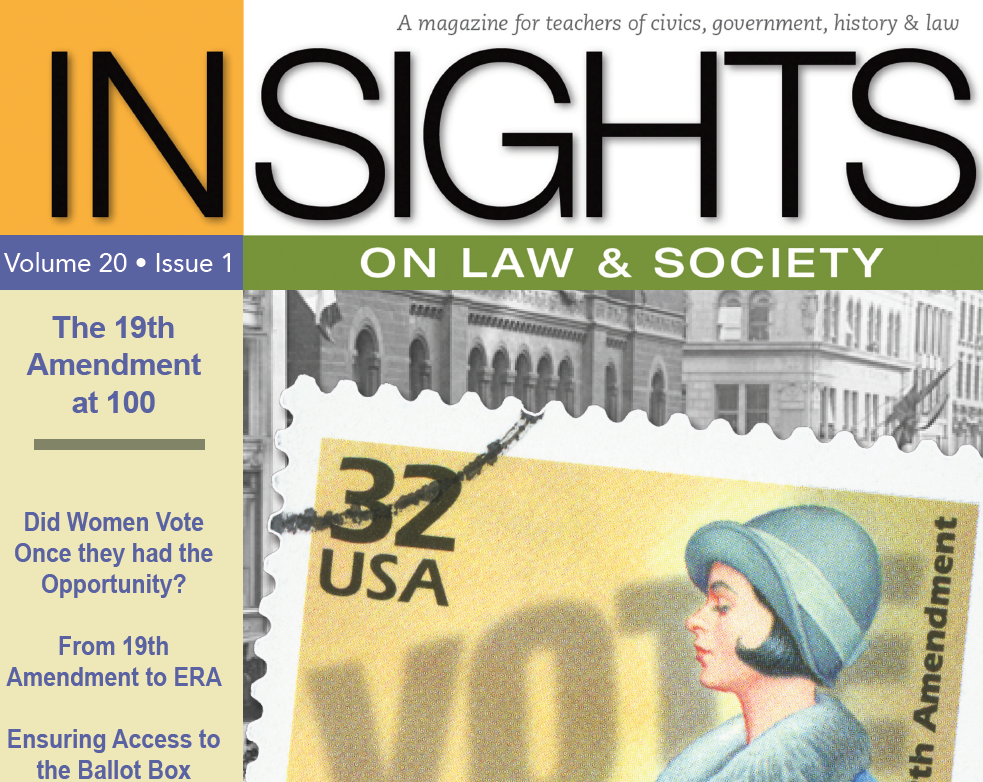 A magazine for teachers of civics, government, history & law
INSIGHTS
Volume 20 • Issue 1
ON LAW & SOCIETY
The 19th
Amendment
at 100
Did Women Vote
Once they had the
Opportunity?
From 19th
Amendment to ERA
Ensuring Access to
the Ballot Box
32
USA
VOTE
th Amendment